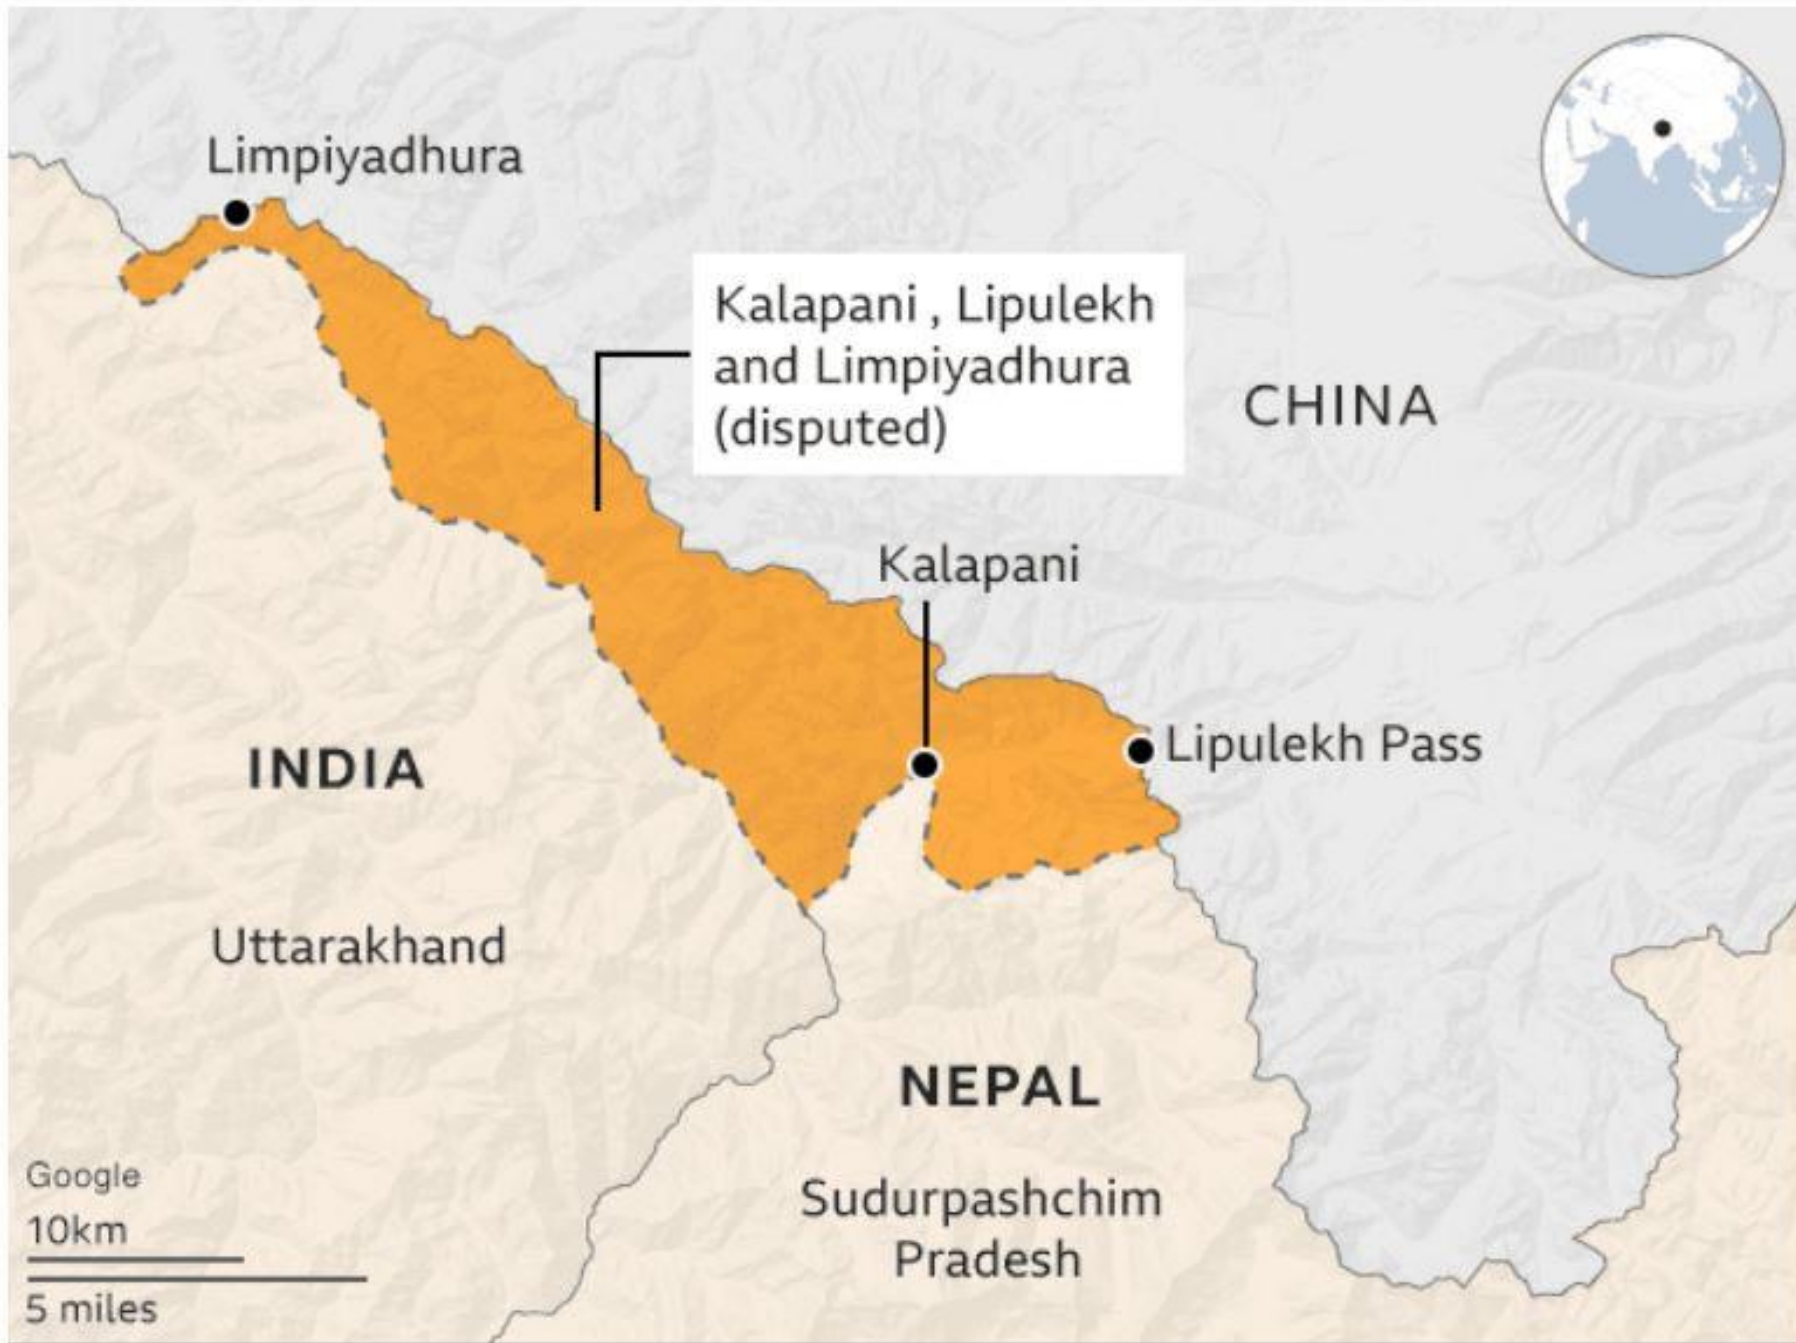 Limpiyadhura
Kalapani , Lipulekh
and Limpiyadhura
(disputed)
CHINA
Kalapani
Lipulekh Pass
INDIA
Uttarakhand
NEPAL
Sudurpashchim
Pradesh
Google
10km
5 miles